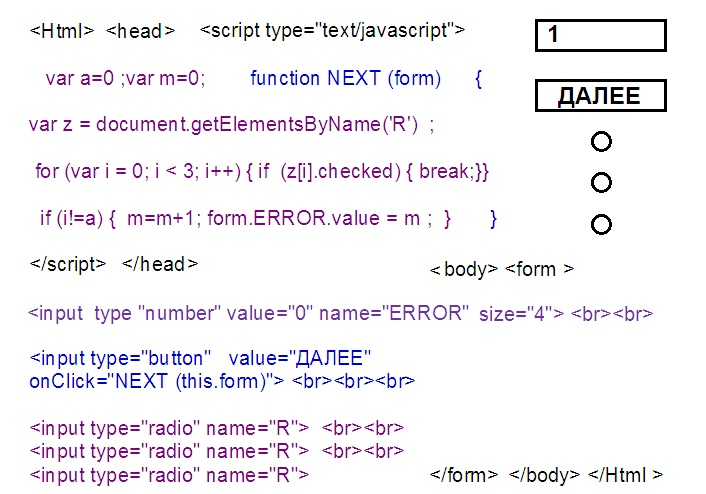 <Html> <head> <script type="text/javascript">
1
var a=0 ;var m=0; function NEXT (form) {
ДАЛЕЕ
var z = document.getElementsByName('R') ;
for (var i = 0; i < 3; i++) { if (z[i].checked) { break;}}
if (i!=a) { m=m+1; form.ERROR.value = m ; } }
</script> </head>
<body> <form >
<input type "number" value="0" name="ERROR" size="4"> <br><br>
<input type="button" value="ДАЛЕЕ"
onClick="NEXT (this.form)"> <br><br><br>
<input type="radio" name="R"> <br><br>
<input type="radio" name="R"> <br><br>
<input type="radio" name="R">
</form> </body> </Html >